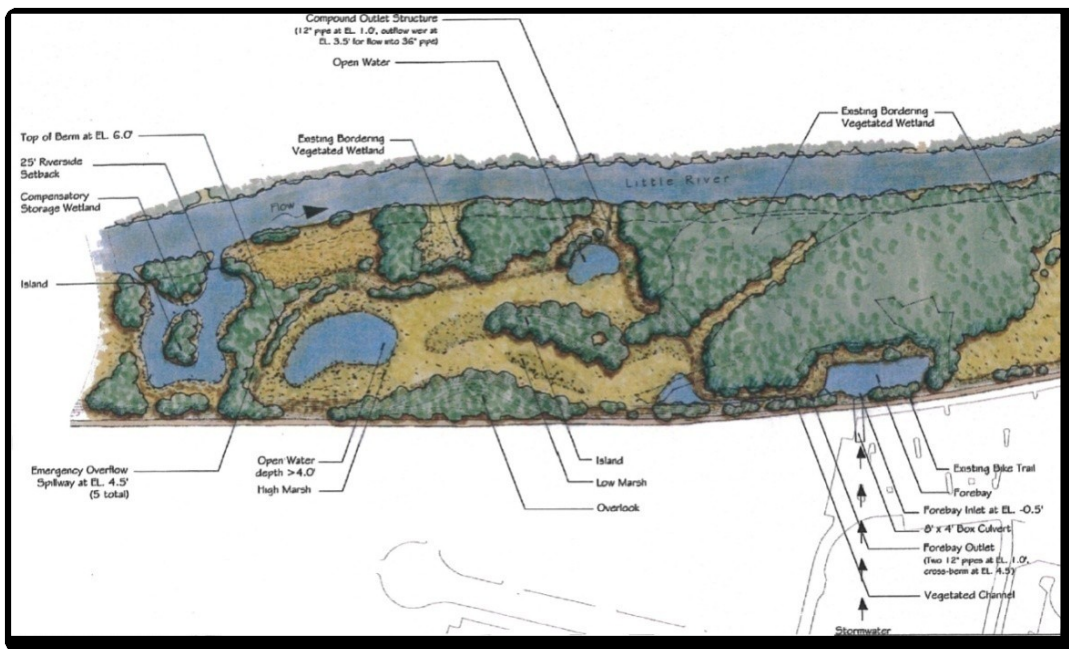 Compound Outlet Structure
(12" pipe at EL. 1.0', outflow weir at
EL. 3.5' for flow into 36" pipe)
Open Water
Existing Bordering
Vegetated Wetland
Top of Berm at EL. 6.0'
25' Riverside
Setback
Existing Bordering
Vegetated Wetland
Compensatory
Storage Wetland
Little River
Flow
Island
Emergency Overflow
Spillway at EL. 4.5'
(5 total)
Open Water
depth >4.0'
High Marsh
Island
Low Marsh
Overlook
Existing Bike Trail
Forebay
Forebay Inlet at EL. -0.5'
8' x 4' Box Culvert
Forebay Outlet
(Two 12" pipes at EL. 1.0',
cross-berm at EL. 4.5')
Vegetated Channel
Stormwater